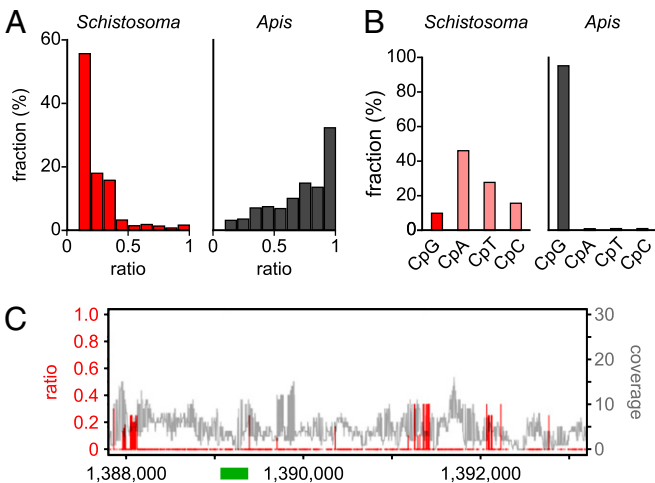 A
Schistosoma
Apis
fraction (%)
60
40
20
0
0 0.5 1
0 0.5 1
ratio
ratio
B
Schistosoma
Apis
fraction (%)
100
80
60
40
20
0
CpG CpA CpT CpC
CpG CpA CpT CpC
C
ratio
1.0
0.8
0.6
0.4
0.2
0
30
20
10
0
coverage
1,388,000 1,390,000 1,392,000